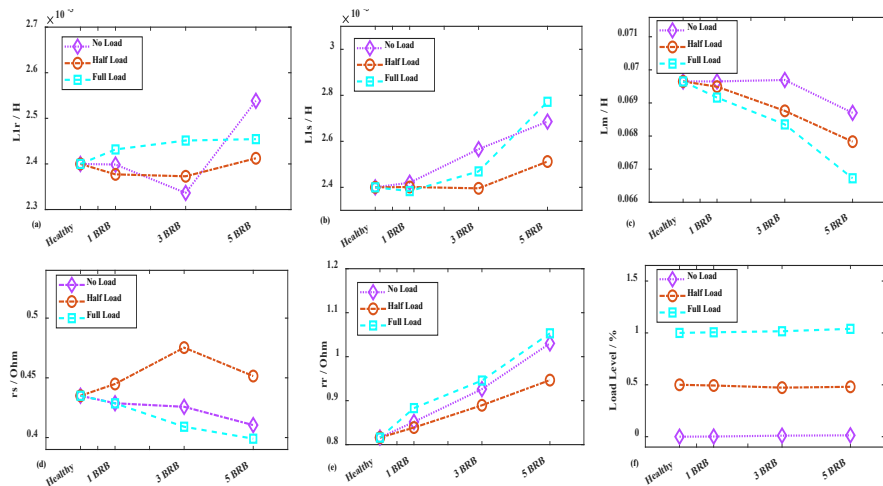 × 10⁻³
2.7
2.6
2.5
2.4
2.3
L1r / H
No Load
Half Load
Full Load
(a)
Healthy
1 BRB
3 BRB
5 BRB
3
2.8
2.6
2.4
L1s / H
No Load
Half Load
Full Load
(b)
Healthy
1 BRB
3 BRB
5 BRB
0.071
0.07
0.069
0.068
0.067
0.066
Lm / H
No Load
Half Load
Full Load
(c)
Healthy
1 BRB
3 BRB
5 BRB
0.5
0.45
0.4
rs / Ohm
No Load
Half Load
Full Load
(d)
Healthy
1 BRB
3 BRB
5 BRB
1.2
1.1
1
0.9
0.8
rr / Ohm
No Load
Half Load
Full Load
(e)
Healthy
1 BRB
3 BRB
5 BRB
1.5
1
0.5
0
Load Level / %
No Load
Half Load
Full Load
(f)
Healthy
1 BRB
3 BRB
5 BRB